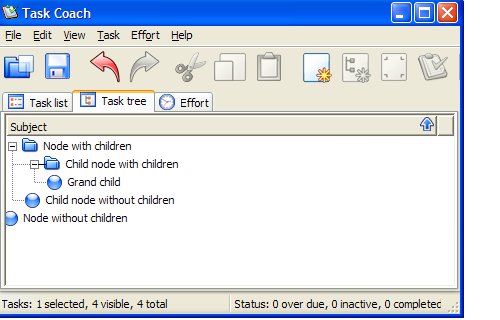 Task Coach
File Edit View Task Effort Help
Task list Task tree Effort
Subject
Node with children
Child node with children
Grand child
Child node without children
Node without children
Tasks: 1 selected, 4 visible, 4 total Status: 0 over due, 0 inactive, 0 completed